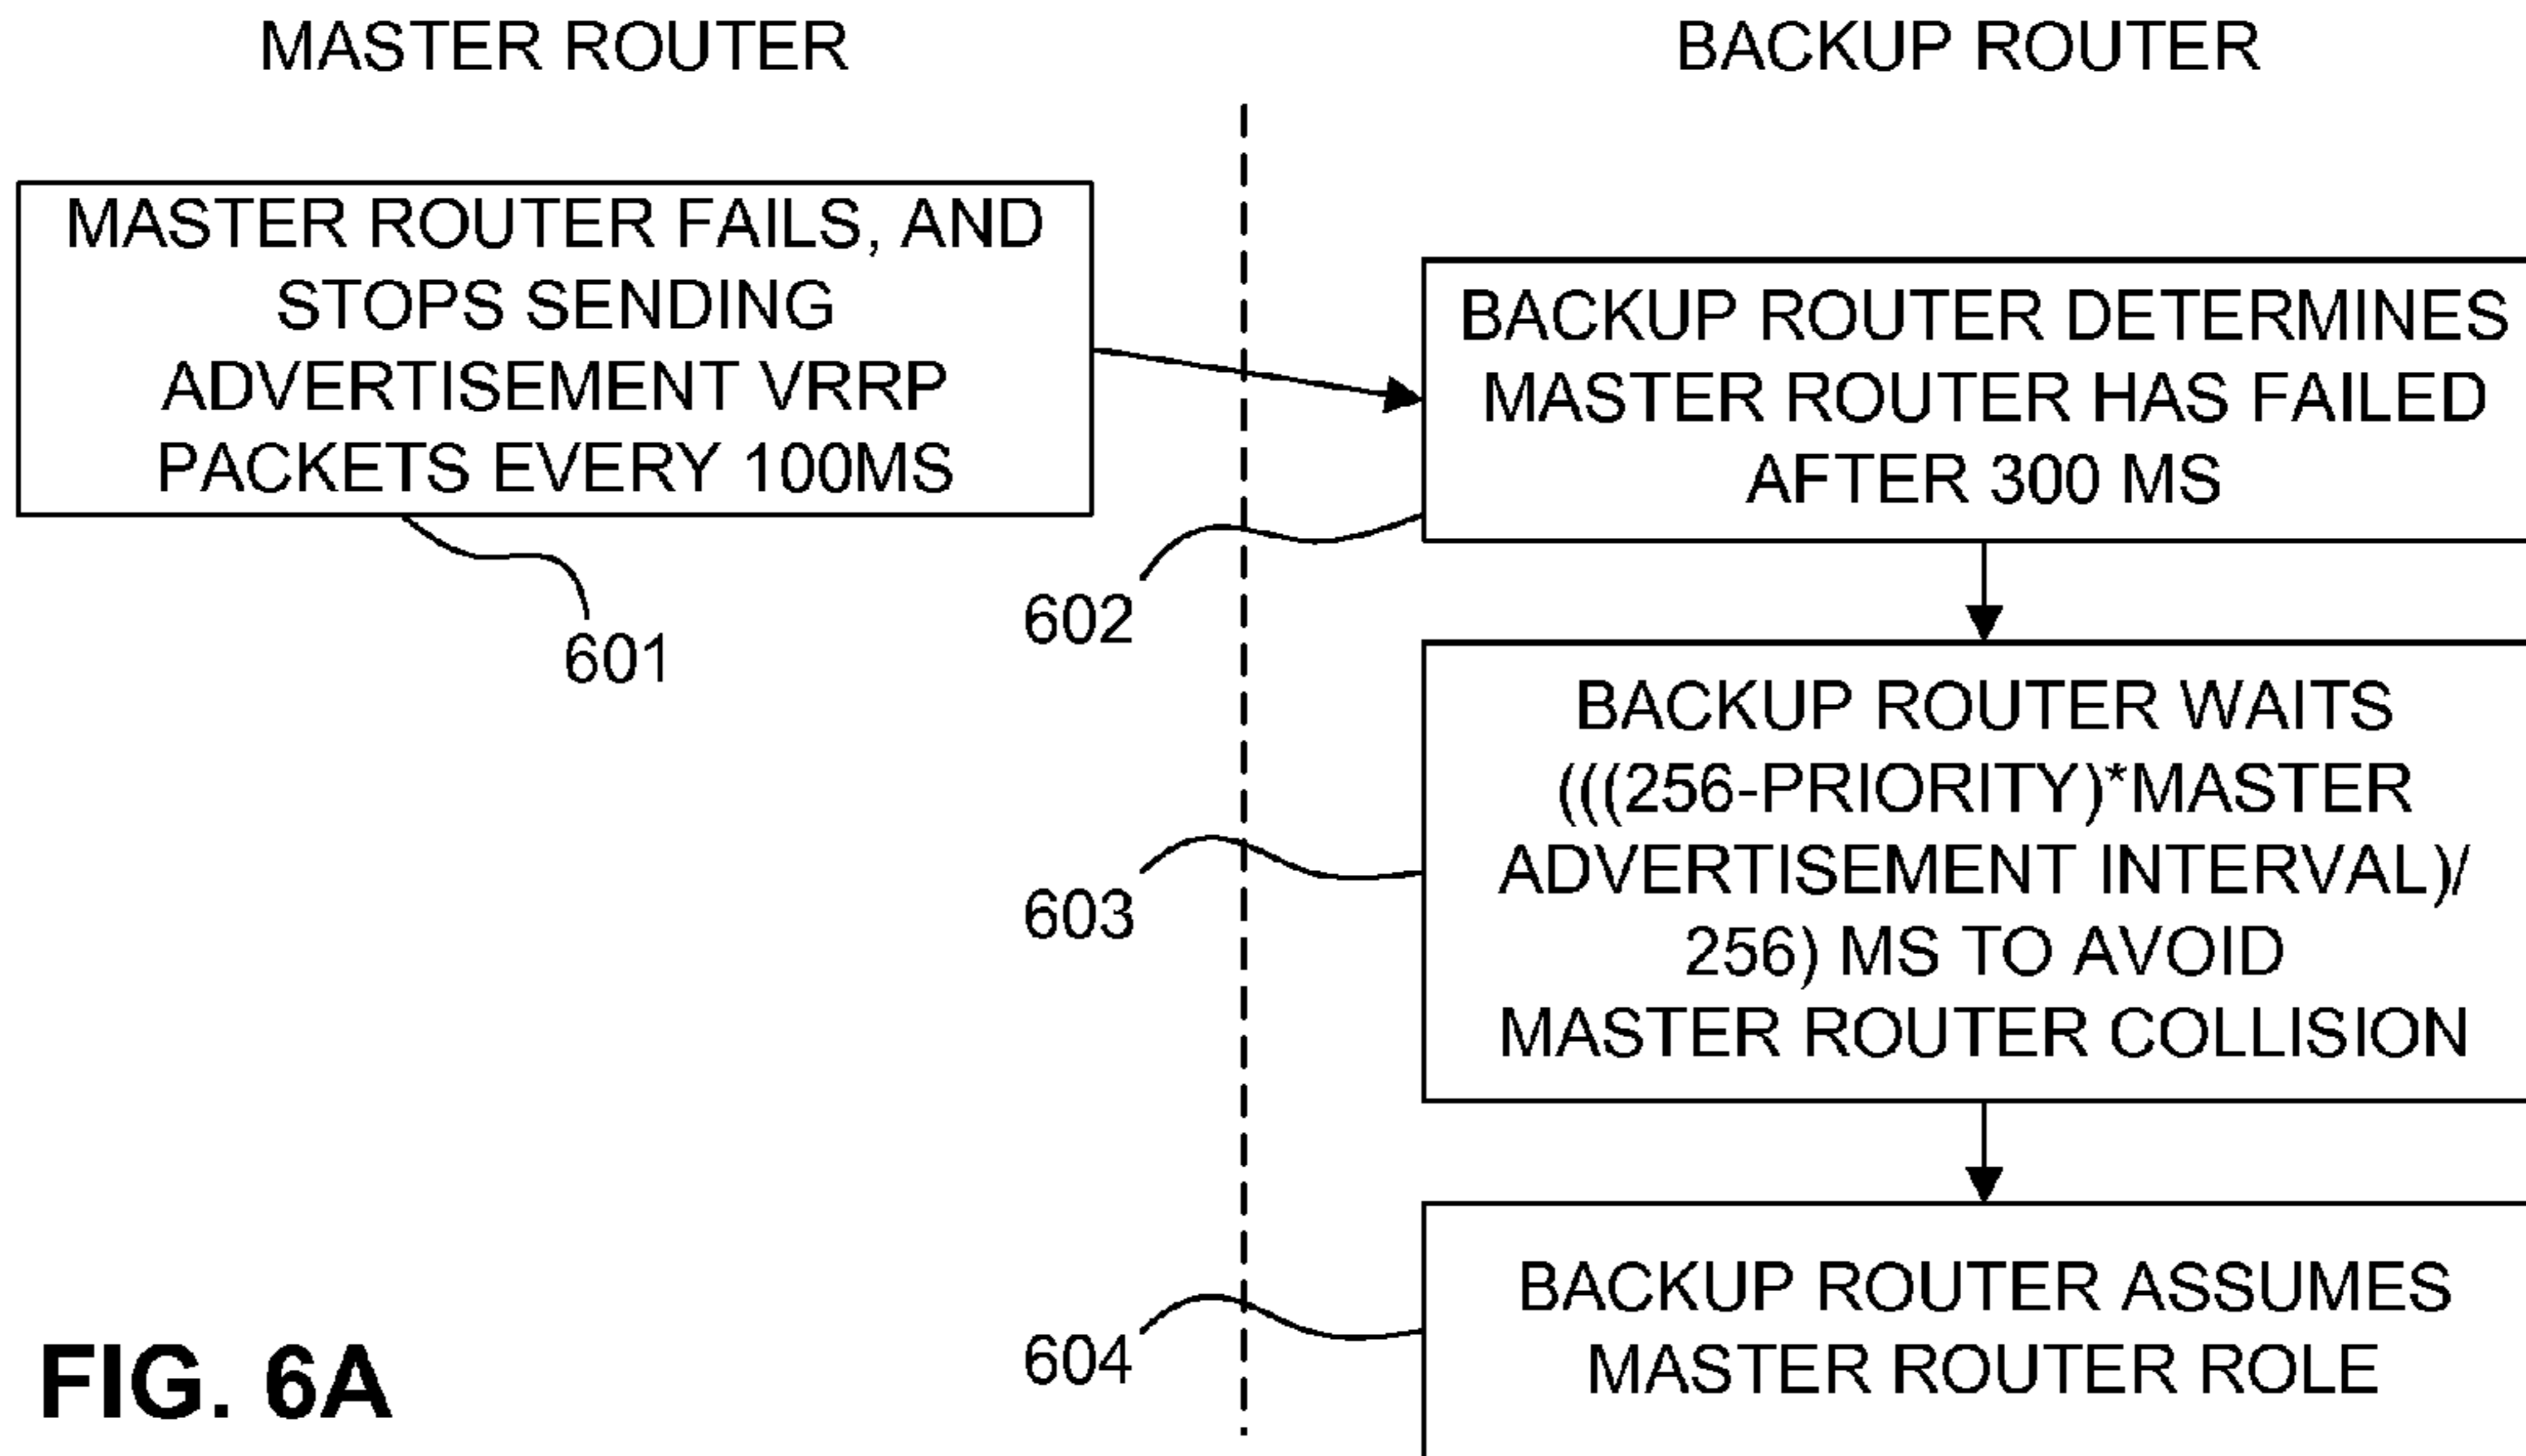 MASTER ROUTER
BACKUP ROUTER
MASTER ROUTER FAILS, AND
STOPS SENDING
ADVERTISEMENT VRRP
PACKETS EVERY 100MS
601
BACKUP ROUTER DETERMINES
MASTER ROUTER HAS FAILED
AFTER 300 MS
602
BACKUP ROUTER WAITS
(((256-PRIORITY)*MASTER
ADVERTISEMENT INTERVAL)/
256) MS TO AVOID
MASTER ROUTER COLLISION
603
BACKUP ROUTER ASSUMES
MASTER ROUTER ROLE
604
FIG. 6A